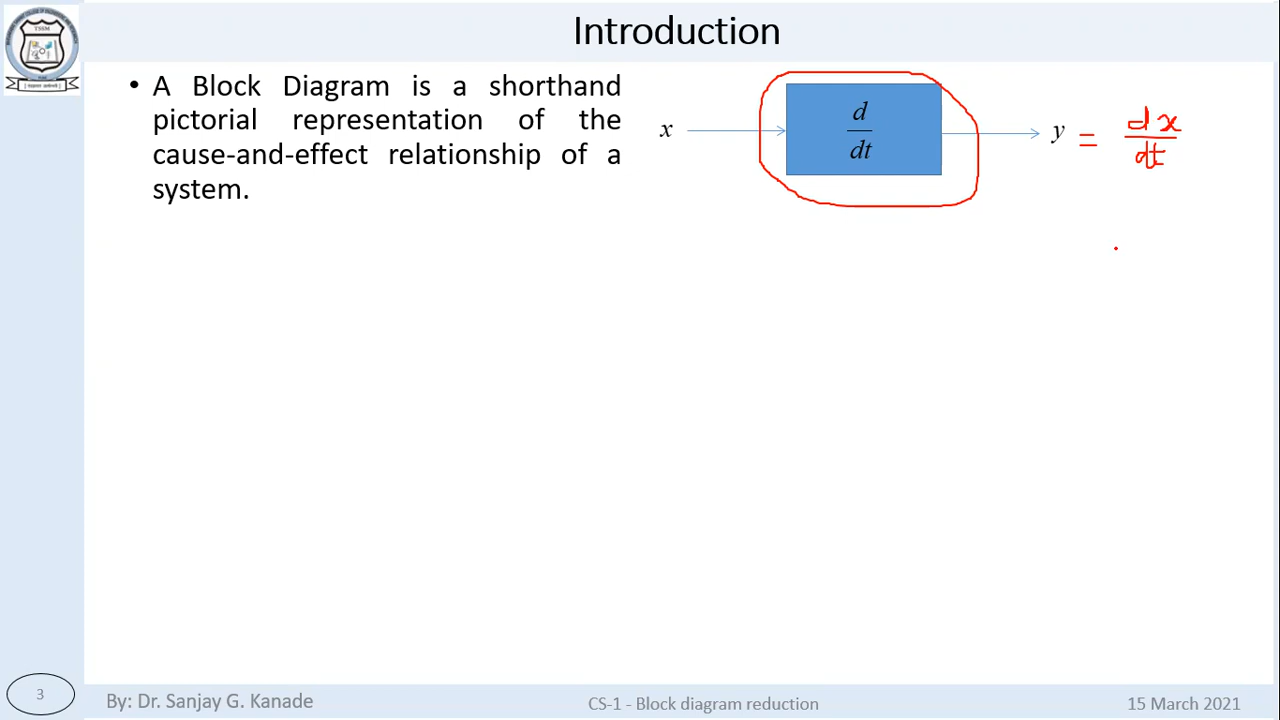 TSSM
Introduction
• A Block Diagram is a shorthand
pictorial representation of the
cause-and-effect relationship of a
system.
x d/dt y = dx/dt
3
By: Dr. Sanjay G. Kanade
CS-1 - Block diagram reduction
15 March 2021